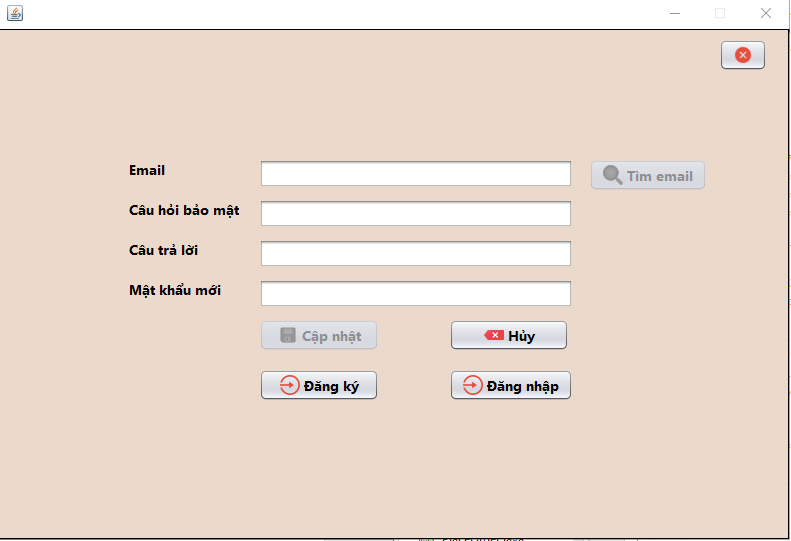 Email
Tìm email
Câu hỏi bảo mật
Câu trả lời
Mật khẩu mới
Cập nhật
Hủy
Đăng ký
Đăng nhập